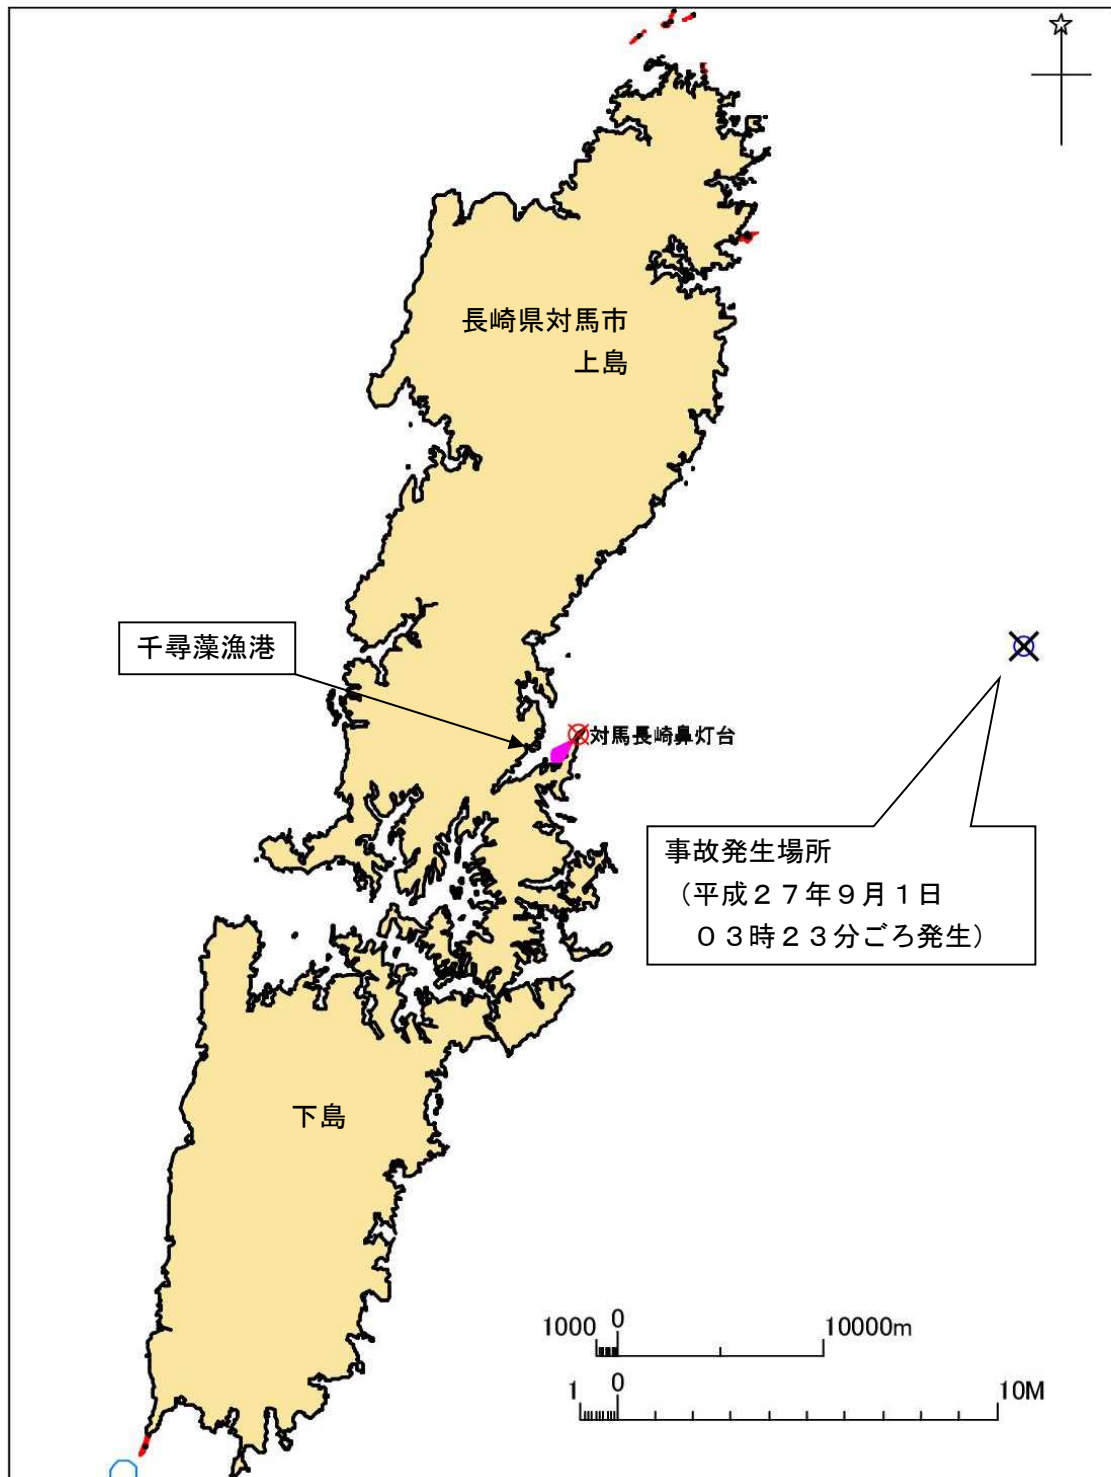 長崎県対馬市
上島
千尋藻漁港
対馬長崎鼻灯台
事故発生場所
（平成２７年９月１日
０３時２３分ごろ発生）
下島
1000 0 10000m
1 0 10M